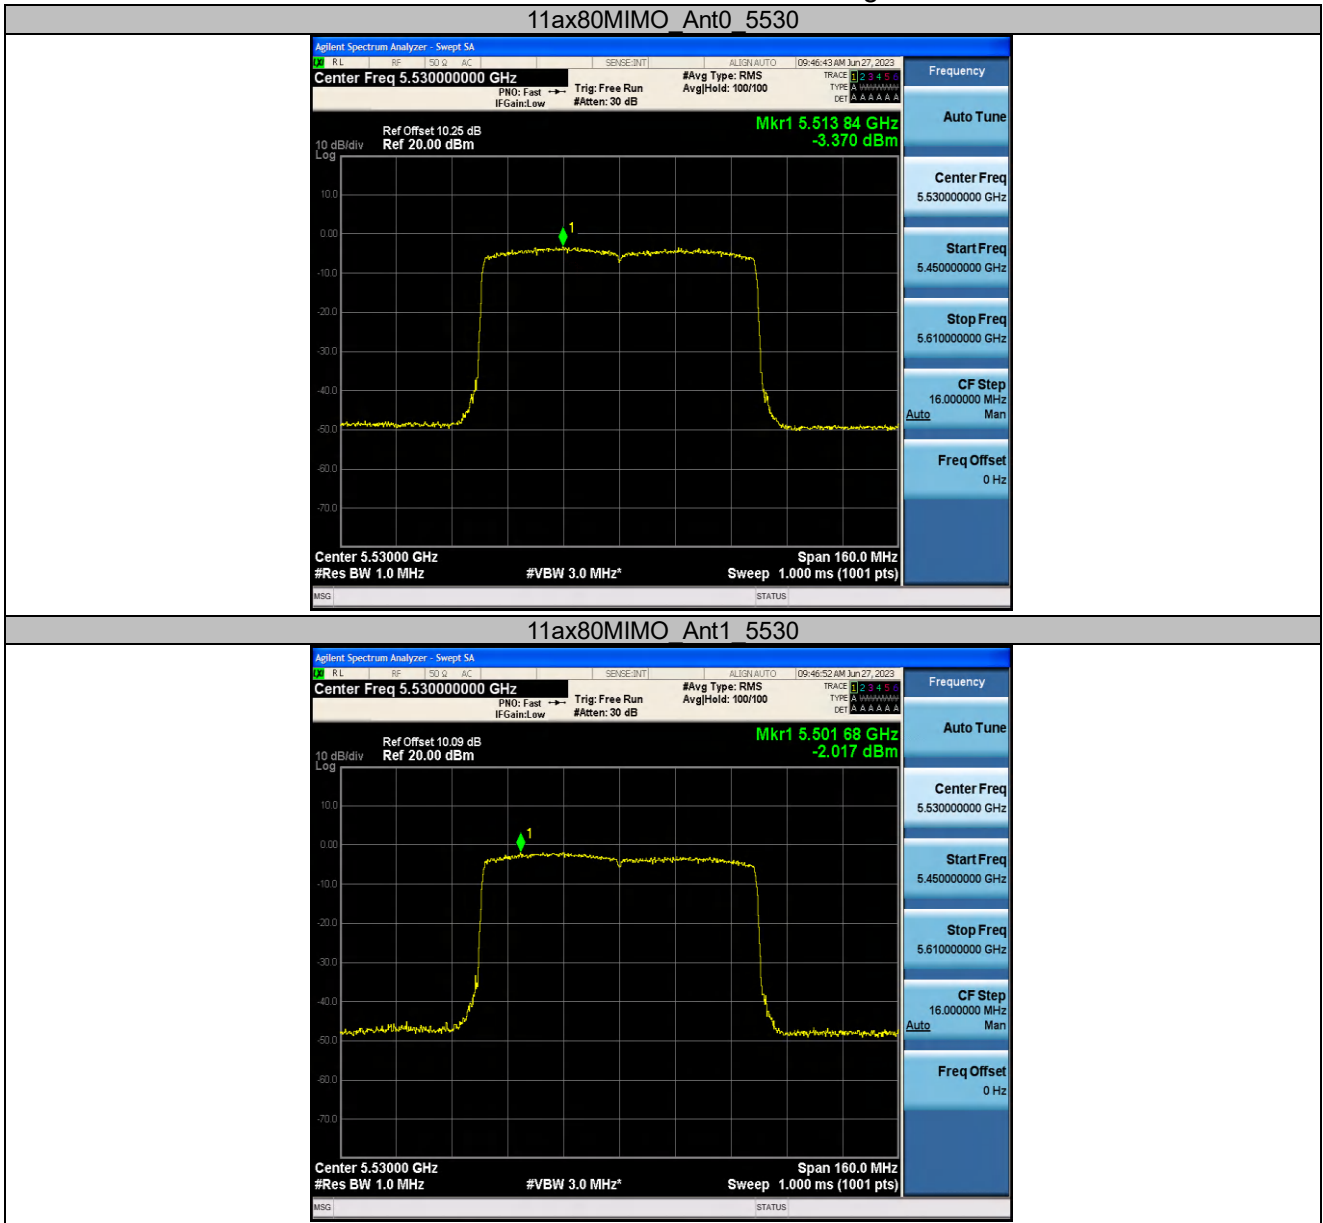 11ax80MIMO_Ant0_5530
Agilent Spectrum Analyzer - Swept SA
RL RF 50 Ω AC SENSE:INT ALIGN AUTO 09:46:43 AM Jun 27, 2023
Center Freq 5.530000000 GHz
PNO: Fast
IFGain:Low
Trig: Free Run
#Atten: 30 dB
#Avg Type: RMS
Avg|Hold: 100/100
TRACE 1 2 3 4 5 6
TYPE A
DET A A A A A A
Mkr1 5.513 84 GHz
-3.370 dBm
Ref Offset 10.25 dB
10 dB/div Ref 20.00 dBm
Log
10.0
0.00
-10.0
-20.0
-30.0
-40.0
-50.0
-60.0
-70.0
1
Center 5.53000 GHz Span 160.0 MHz
#Res BW 1.0 MHz #VBW 3.0 MHz* Sweep 1.000 ms (1001 pts)
MSG STATUS
Frequency
Auto Tune
Center Freq
5.530000000 GHz
Start Freq
5.450000000 GHz
Stop Freq
5.610000000 GHz
CF Step
16.000000 MHz
Auto Man
Freq Offset
0 Hz
11ax80MIMO_Ant1_5530
Agilent Spectrum Analyzer - Swept SA
RL RF 50 Ω AC SENSE:INT ALIGN AUTO 09:46:52 AM Jun 27, 2023
Center Freq 5.530000000 GHz
PNO: Fast
IFGain:Low
Trig: Free Run
#Atten: 30 dB
#Avg Type: RMS
Avg|Hold: 100/100
TRACE 1 2 3 4 5 6
TYPE A
DET A A A A A A
Mkr1 5.501 68 GHz
-2.017 dBm
Ref Offset 10.09 dB
10 dB/div Ref 20.00 dBm
Log
10.0
0.00
-10.0
-20.0
-30.0
-40.0
-50.0
-60.0
-70.0
1
Center 5.53000 GHz Span 160.0 MHz
#Res BW 1.0 MHz #VBW 3.0 MHz* Sweep 1.000 ms (1001 pts)
MSG STATUS
Frequency
Auto Tune
Center Freq
5.530000000 GHz
Start Freq
5.450000000 GHz
Stop Freq
5.610000000 GHz
CF Step
16.000000 MHz
Auto Man
Freq Offset
0 Hz